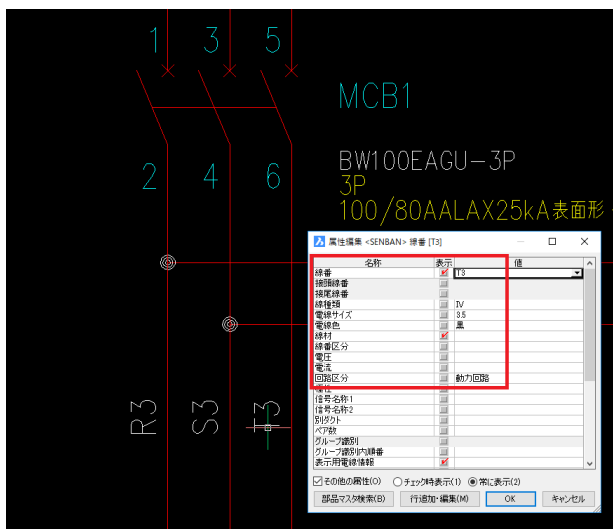 1 3 5
MCB1
2 4 6
BW100EAGU-3P
3P
100/80AALAX25kA表面形
R3 S3 T3
属性編集 <SENBAN> 線番 [T3]
名称 表示 値
線番 T3
接頭線番
接尾線番
線種類 IV
電線サイズ 3.5
電線色 黒
線材
線番区分
電圧
電流
回路区分 動力回路
信号名称1
信号名称2
別ダクト
ペア数
グループ識別
グループ識別内順番
表示用電線情報
その他の属性(O) チェック時表示(1) 常に表示(2)
部品マスタ検索(B) 行追加・編集(M) OK キャンセル